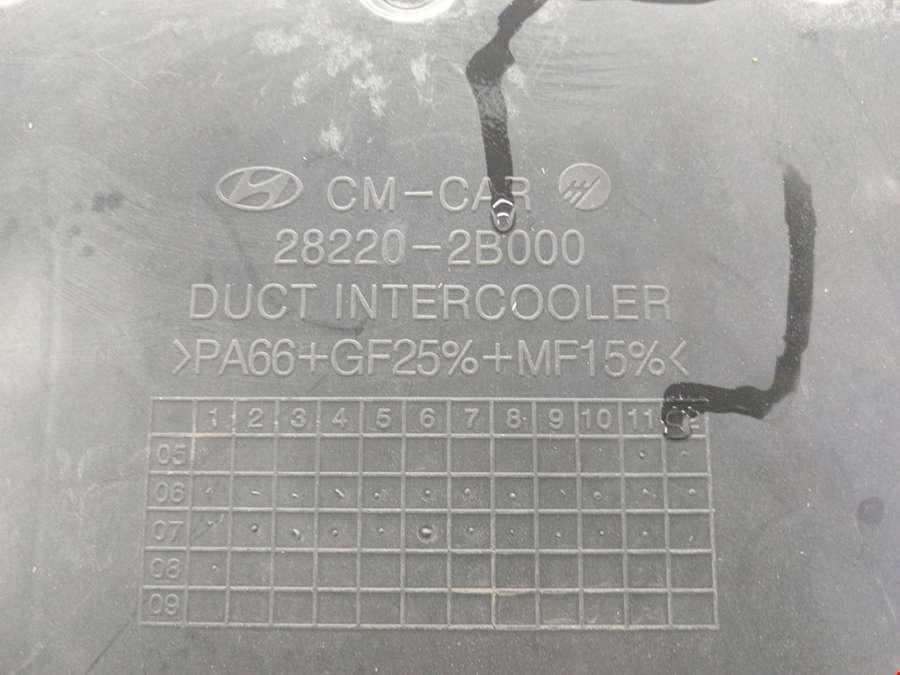 CM-CAR
28220-2B000
DUCT INTERCOOLER
>PA66+GF25%+MF15%<
1 2 3 4 5 6 7 8 9 10 11 12
05
06
07
08
09